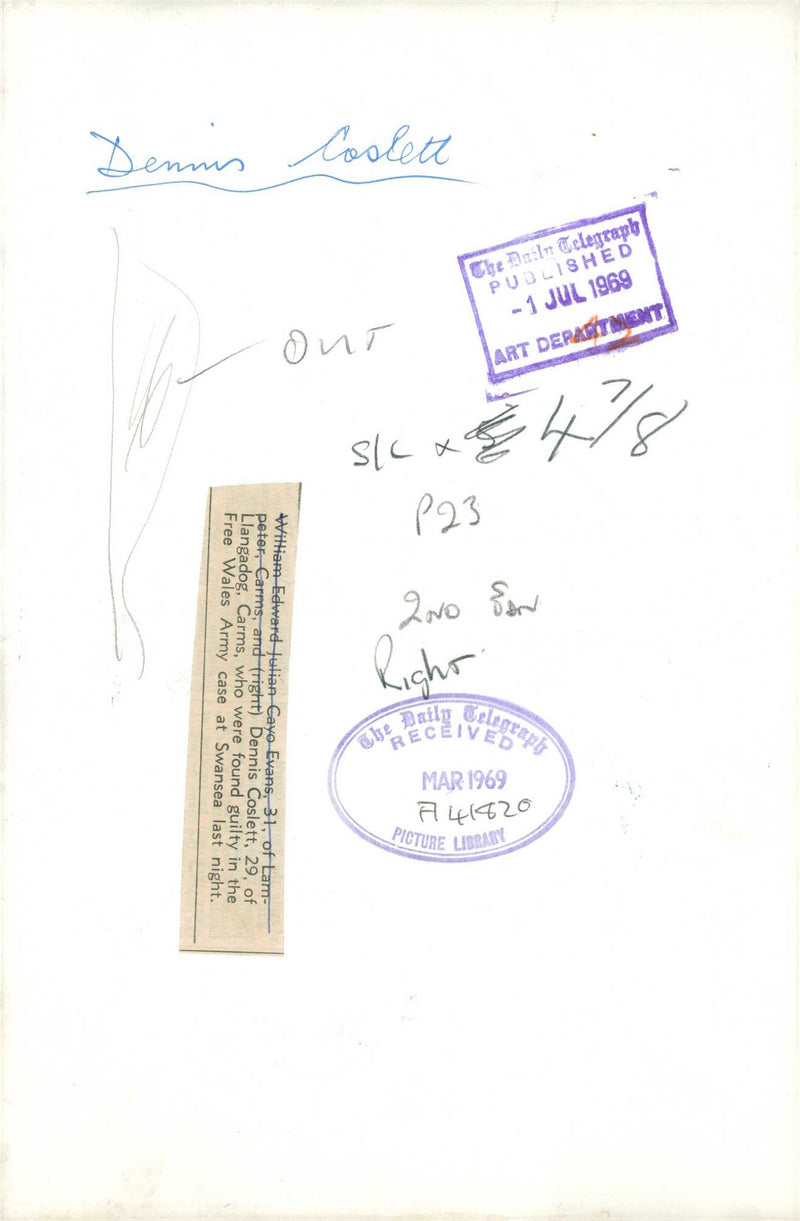 Dennis Coslett
The Daily Telegraph
PUBLISHED
-1 JUL 1969
ART DEPARTMENT
OUT
S/C x 4 7/8
P23
2ND
Right
The Daily Telegraph
RECEIVED
MAR 1969
A41820
PICTURE LIBRARY
William Edward Julian Cayo Evans, 31, of Lam-
peter, Carms, and (right) Dennis Coslett, 29, of
Llangadog, Carms, who were found guilty in the
Free Wales Army case at Swansea last night.